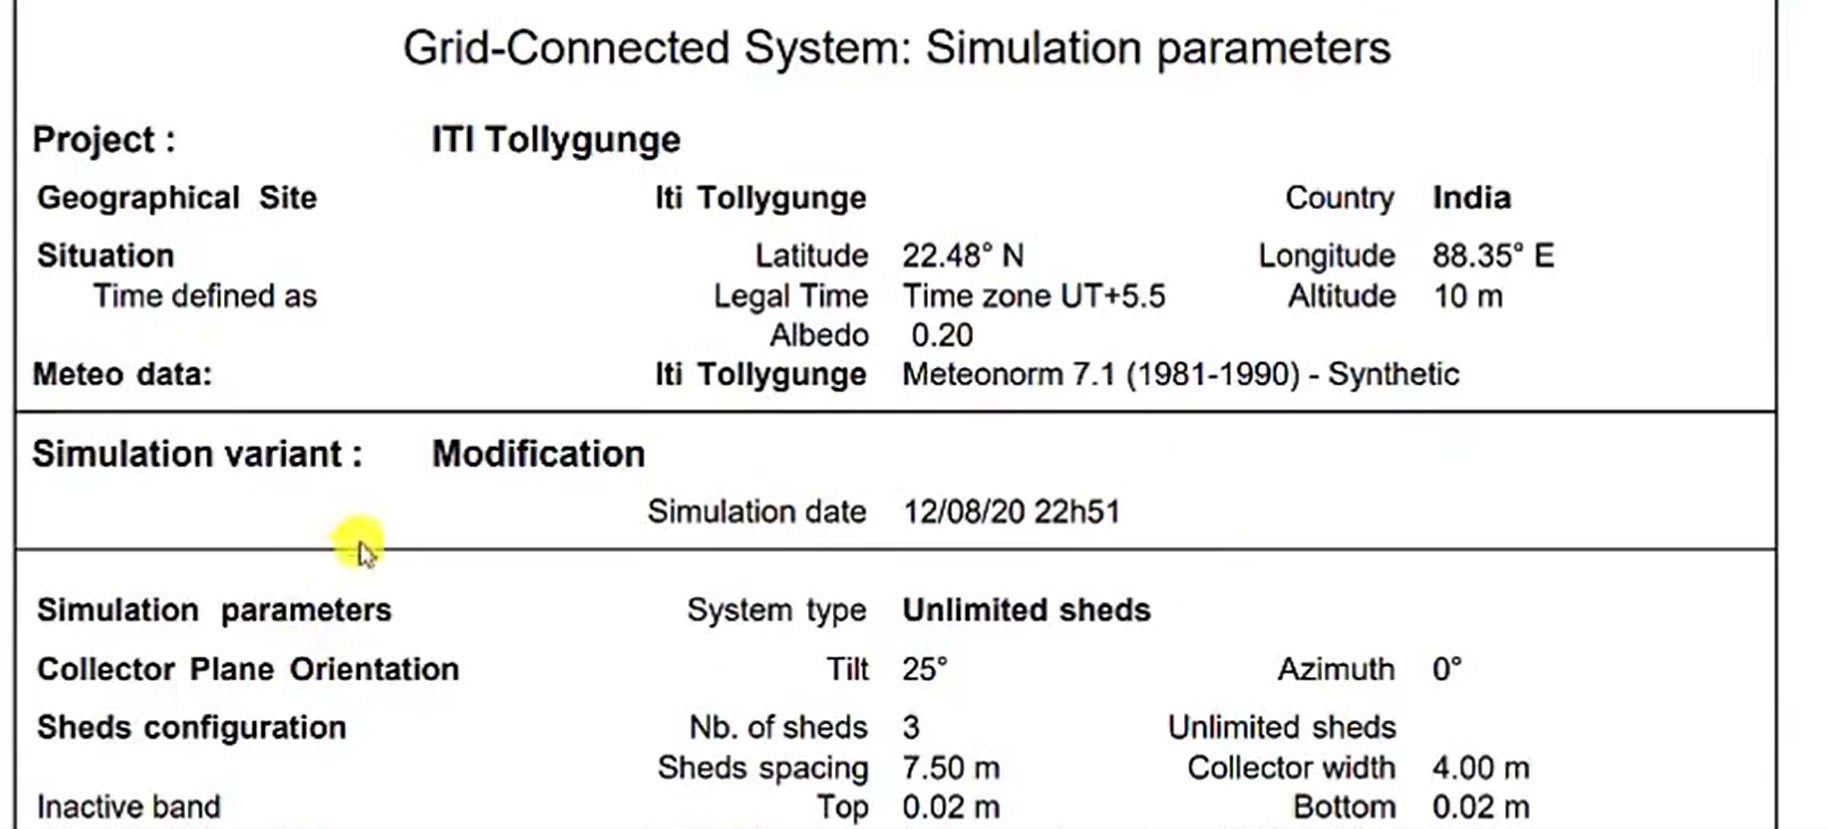 Grid-Connected System: Simulation parameters
Project : ITI Tollygunge
Geographical Site Iti Tollygunge Country India
Situation Latitude 22.48° N Longitude 88.35° E
Time defined as Legal Time Time zone UT+5.5 Altitude 10 m
Albedo 0.20
Meteo data: Iti Tollygunge Meteonorm 7.1 (1981-1990) - Synthetic
Simulation variant : Modification
Simulation date 12/08/20 22h51
Simulation parameters System type Unlimited sheds
Collector Plane Orientation Tilt 25° Azimuth 0°
Sheds configuration Nb. of sheds 3 Unlimited sheds
Sheds spacing 7.50 m Collector width 4.00 m
Inactive band Top 0.02 m Bottom 0.02 m